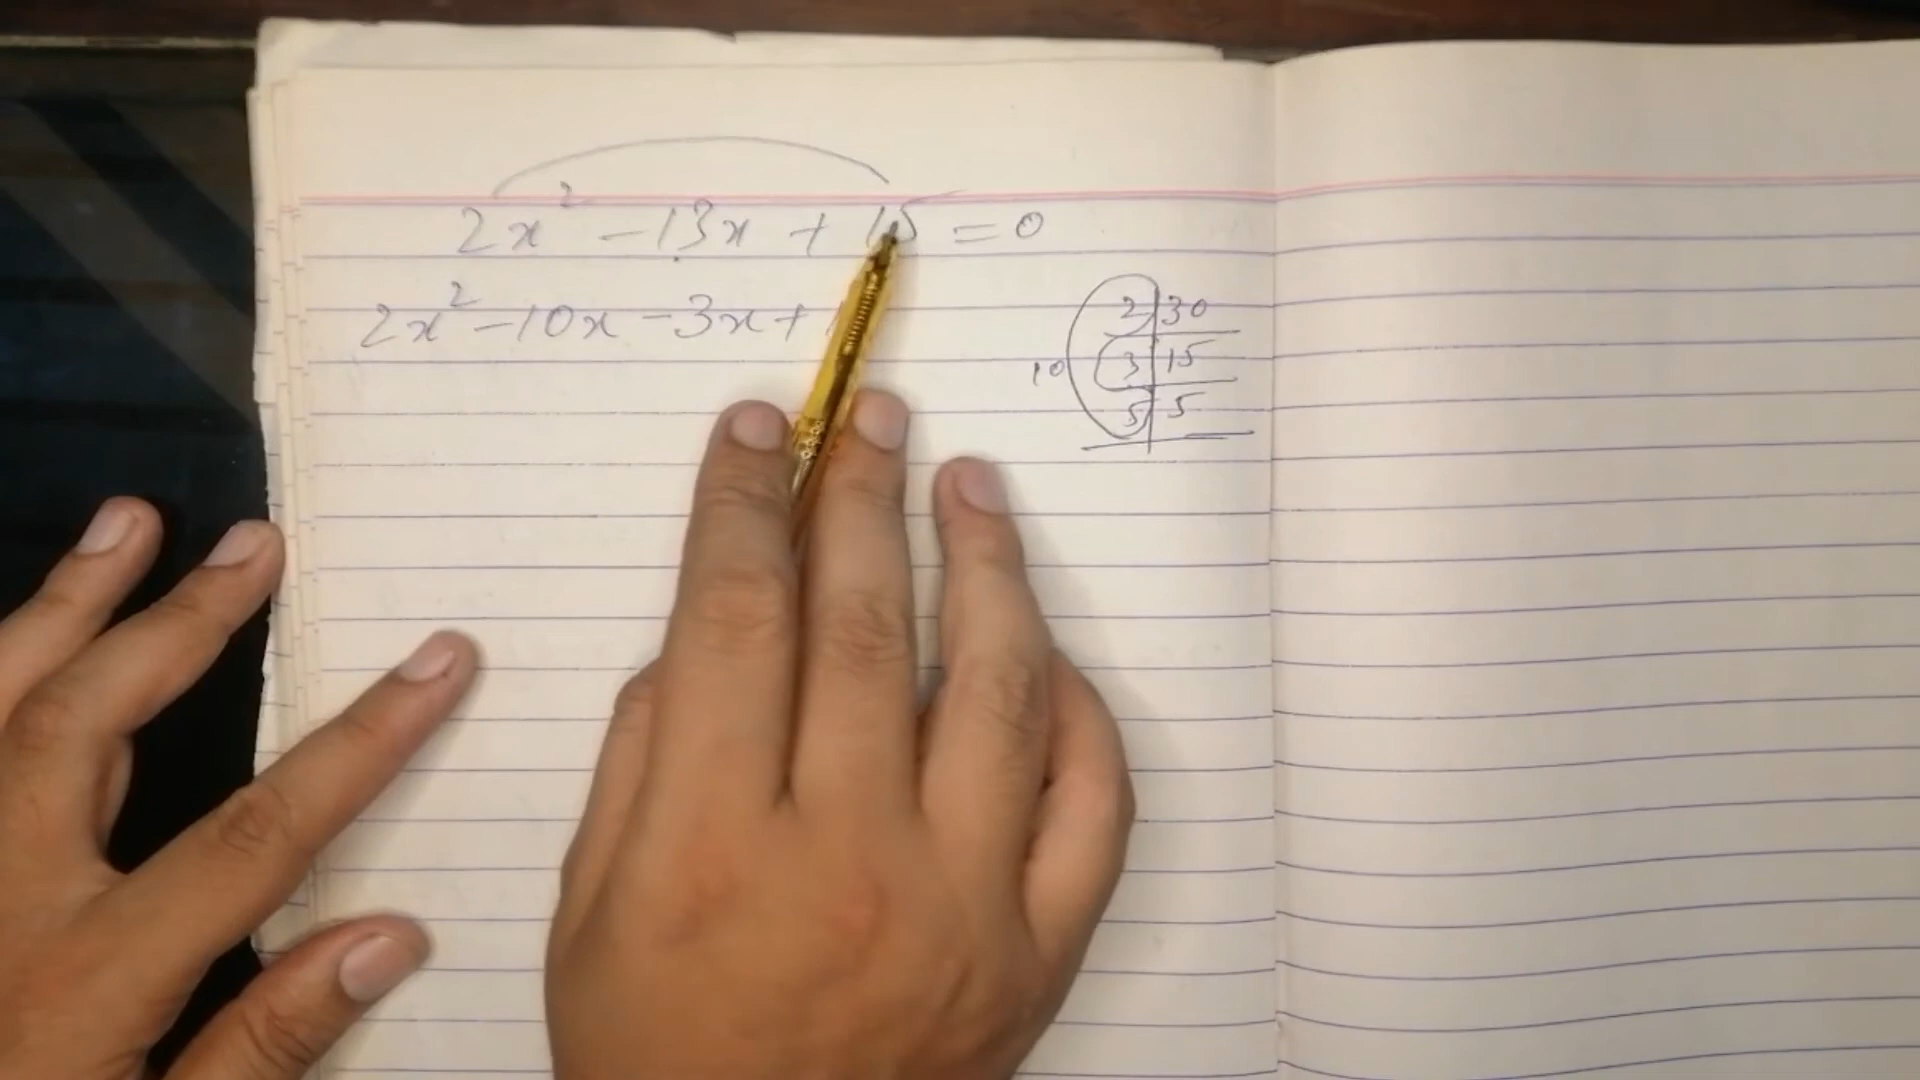 2x² - 13x + 15 = 0
2x² - 10x - 3x +
2 | 30
10 3 | 15
5 | 5